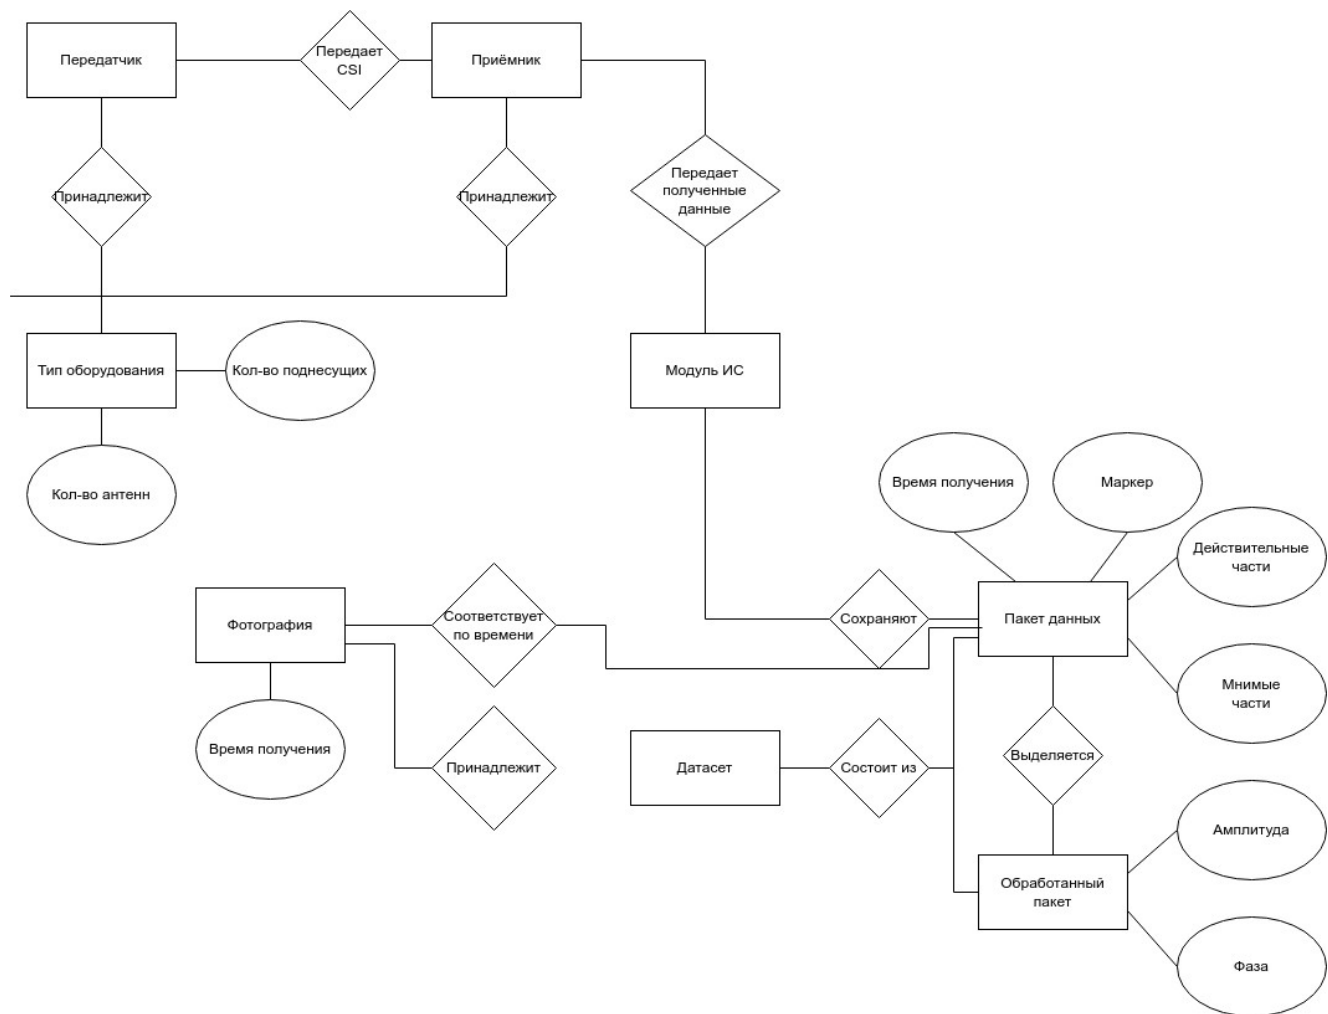 Передатчик
Передает
CSI
Приёмник
Принадлежит
Принадлежит
Передает
полученные
данные
Тип оборудования
Кол-во поднесущих
Модуль ИС
Кол-во антенн
Время получения
Маркер
Действительные
части
Фотография
Соответствует
по времени
Сохраняют
Пакет данных
Мнимые
части
Время получения
Принадлежит
Датасет
Состоит из
Выделяется
Амплитуда
Обработанный
пакет
Фаза